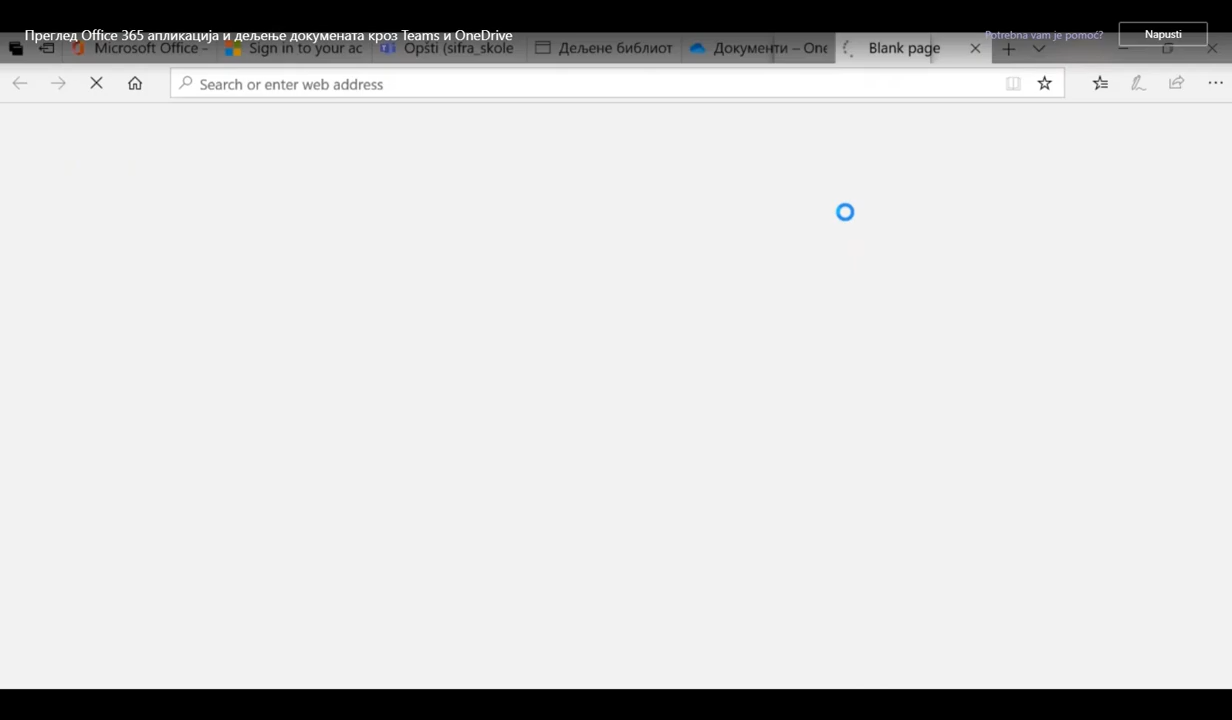 Преглед Office 365 апликација и дељење докумената кроз Teams и OneDrive
Potrebna vam je pomoć?
Napusti
Microsoft Office -
Sign in to your ac
Opšti (sifra_skole
Дељене библиот
Документи – One
Blank page
Search or enter web address